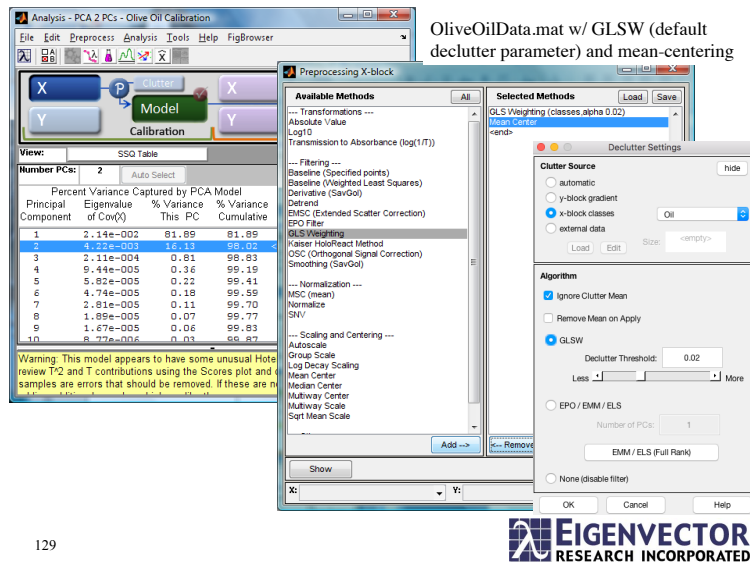 OliveOilData.mat w/ GLSW (default
declutter parameter) and mean-centering
Analysis - PCA 2 PCs - Olive Oil Calibration
File Edit Preprocess Analysis Tools Help FigBrowser
X
Y
P
Clutter
Model
Calibration
X
Y
View: SSQ Table
Number PCs: 2 Auto Select
Percent Variance Captured by PCA Model
Principal Eigenvalue % Variance % Variance
Component of Cov(X) This PC Cumulative
1 2.14e-002 81.89 81.89
2 4.22e-003 16.13 98.02 <
3 2.11e-004 0.81 98.83
4 9.44e-005 0.36 99.19
5 5.82e-005 0.22 99.41
6 4.74e-005 0.18 99.59
7 2.81e-005 0.11 99.70
8 1.89e-005 0.07 99.77
9 1.67e-005 0.06 99.83
10 8.77e-006 0.03 99.87
Warning: This model appears to have some unusual Hote
review T^2 and T contributions using the Scores plot and
samples are errors that should be removed. If these are
Preprocessing X-block
Available Methods All
--- Transformations ---
Absolute Value
Log10
Transmission to Absorbance (log(1/T))
--- Filtering ---
Baseline (Specified points)
Baseline (Weighted Least Squares)
Derivative (SavGol)
Detrend
EMSC (Extended Scatter Correction)
EPO Filter
GLS Weighting
Kaiser HoloReact Method
OSC (Orthogonal Signal Correction)
Smoothing (SavGol)
--- Normalization ---
MSC (mean)
Normalize
SNV
--- Scaling and Centering ---
Autoscale
Group Scale
Log Decay Scaling
Mean Center
Median Center
Multiway Center
Multiway Scale
Sqrt Mean Scale
Add -->
Selected Methods Load Save
GLS Weighting (classes,alpha 0.02)
Mean Center
<end>
<-- Remove
Show
X: Y:
Declutter Settings
Clutter Source hide
automatic
y-block gradient
x-block classes Oil
external data
Load Edit Size: <empty>
Algorithm
Ignore Clutter Mean
Remove Mean on Apply
GLSW
Declutter Threshold: 0.02
Less More
EPO / EMM / ELS
Number of PCs: 1
EMM / ELS (Full Rank)
None (disable filter)
OK Cancel Help
129
EIGENVECTOR
RESEARCH INCORPORATED